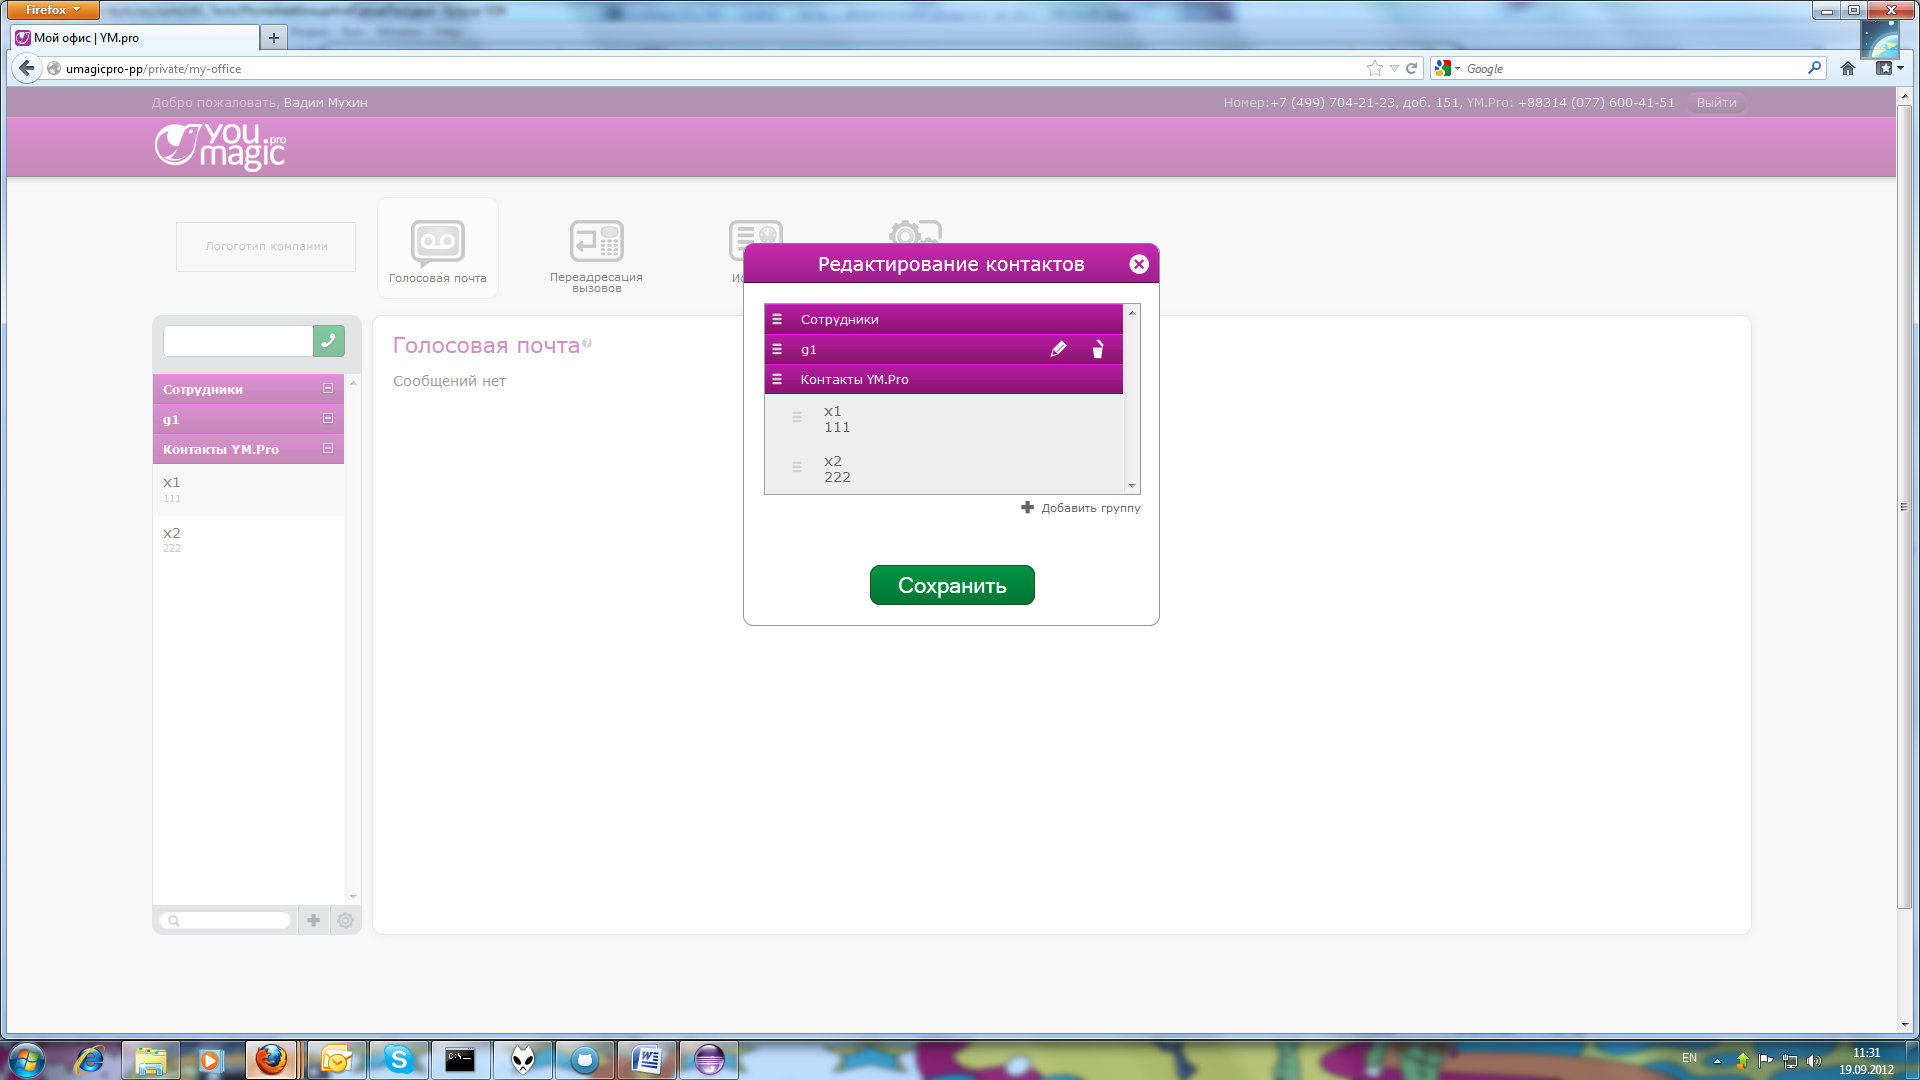 Firefox
Мой офис | YM.pro
umagicpro-pp/private/my-office
Google
Добро пожаловать, Вадим Мухин
Номер:+7 (499) 704-21-23, доб. 151, YM.Pro: +88314 (077) 600-41-51
Выйти
you magic pro
Логотип компании
Голосовая почта
Переадресация вызовов
Ис
Редактирование контактов
Сотрудники
g1
Контакты YM.Pro
x1
111
x2
222
Добавить группу
Сохранить
Сотрудники
g1
Контакты YM.Pro
x1
111
x2
222
Голосовая почта
Сообщений нет
EN
11:31
19.09.2012